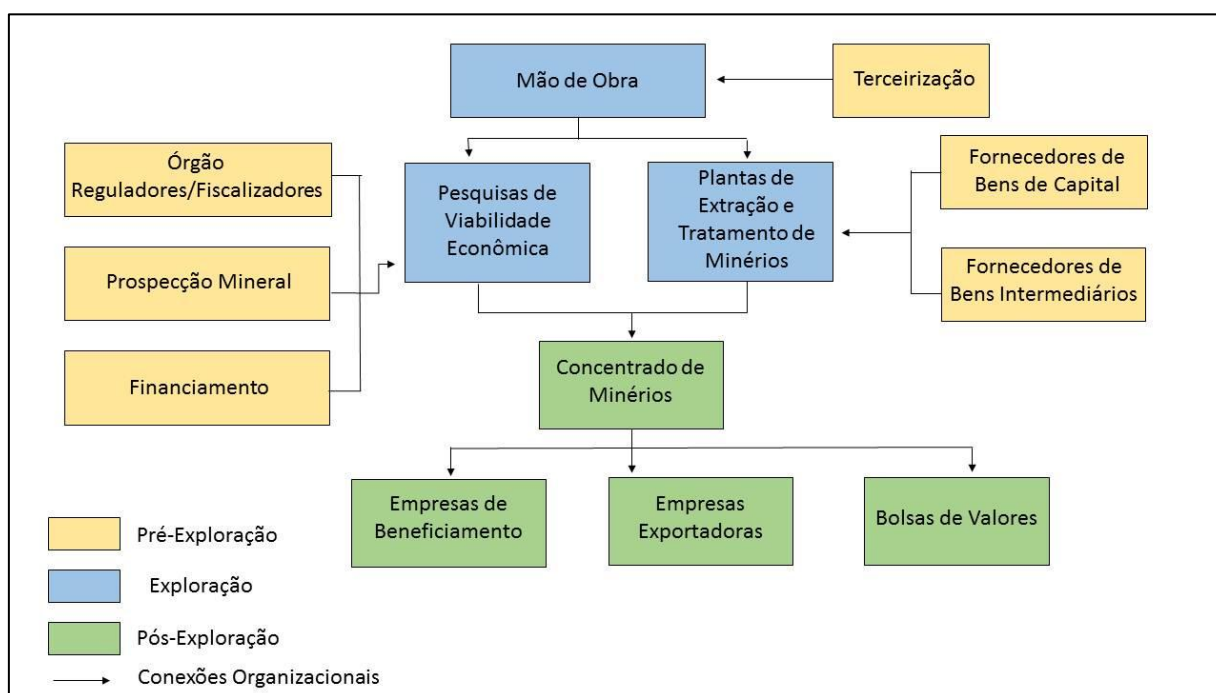 Mão de Obra
Terceirização
Órgão
Reguladores/Fiscalizadores
Prospecção Mineral
Financiamento
Pesquisas de
Viabilidade
Econômica
Plantas de
Extração e
Tratamento de
Minérios
Fornecedores de
Bens de Capital
Fornecedores de
Bens Intermediários
Concentrado de
Minérios
Empresas de
Beneficiamento
Empresas
Exportadoras
Bolsas de Valores
Pré-Exploração
Exploração
Pós-Exploração
Conexões Organizacionais